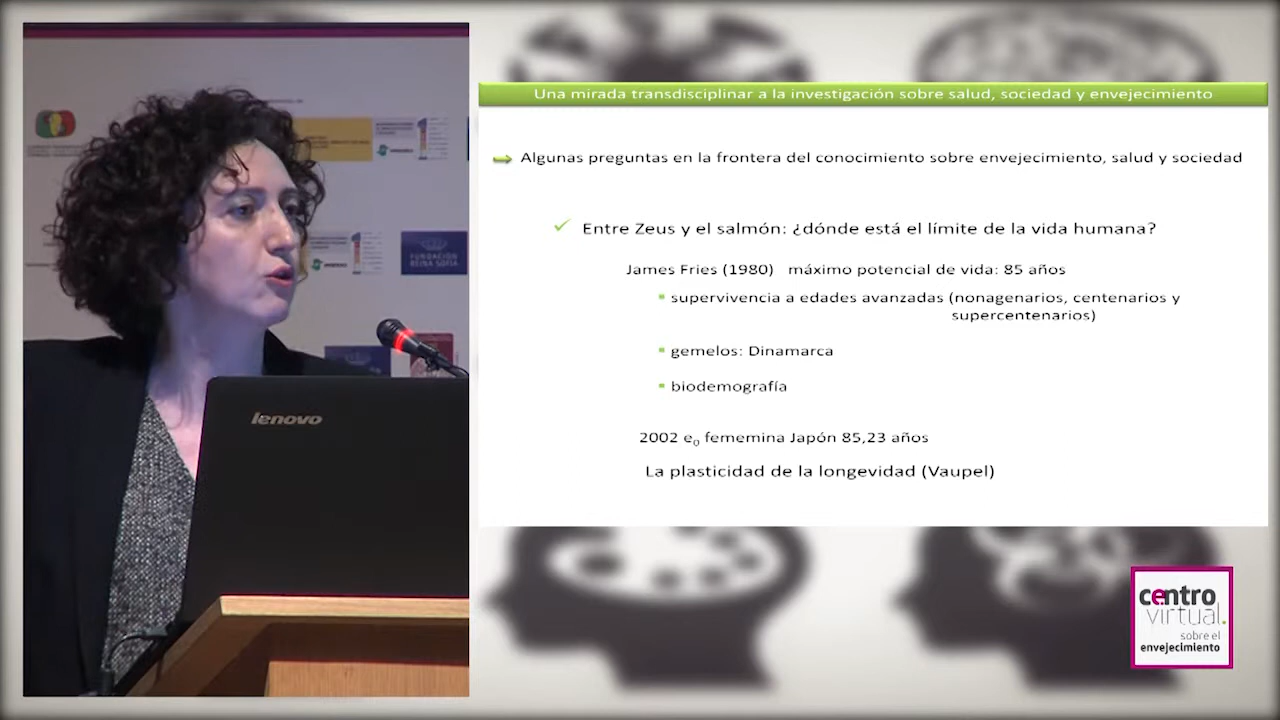 Una mirada transdisciplinar a la investigación sobre salud, sociedad y envejecimiento
Algunas preguntas en la frontera del conocimiento sobre envejecimiento, salud y sociedad
Entre Zeus y el salmón: ¿dónde está el límite de la vida humana?
James Fries (1980) máximo potencial de vida: 85 años
supervivencia a edades avanzadas (nonagenarios, centenarios y
supercentenarios)
gemelos: Dinamarca
biodemografía
2002 e0 fememina Japón 85,23 años
La plasticidad de la longevidad (Vaupel)
lenovo
FUNDACIÓN
REINA SOFÍA
centro
virtual.
sobre el
envejecimiento